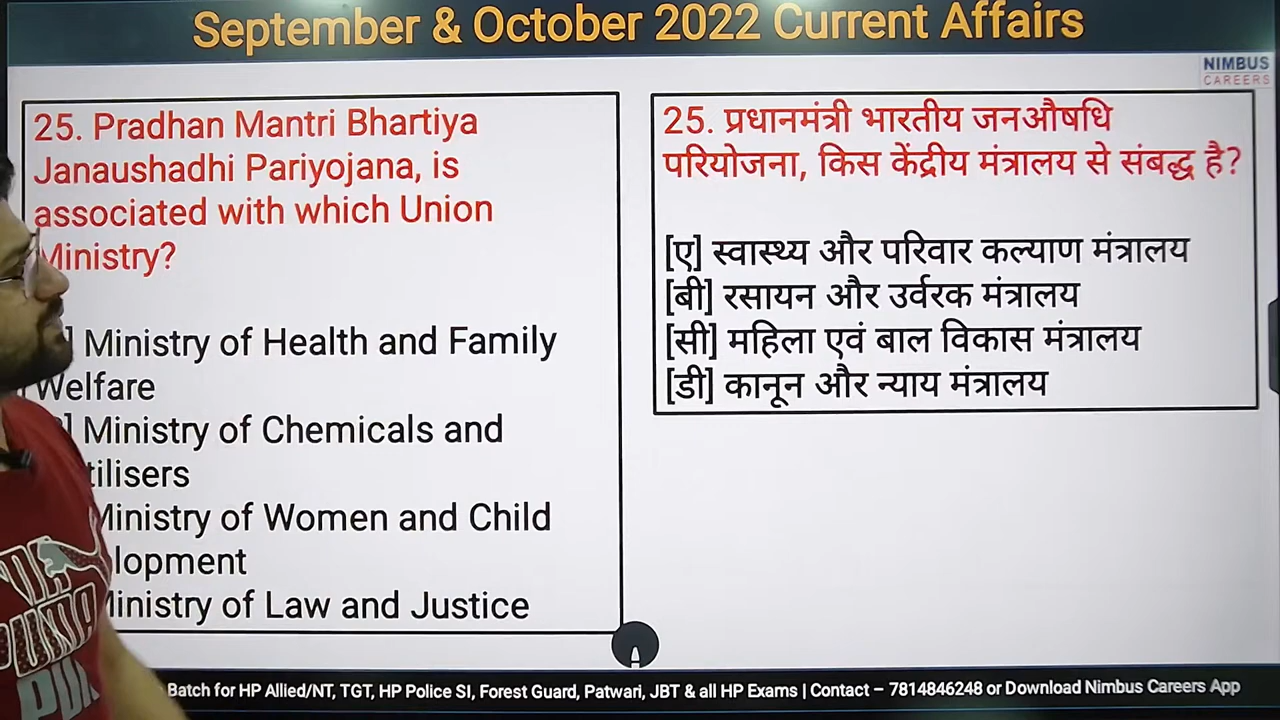 September & October 2022 Current Affairs
NIMBUS
CAREERS
25. Pradhan Mantri Bhartiya
Janaushadhi Pariyojana, is
associated with which Union
Ministry?
] Ministry of Health and Family
Welfare
] Ministry of Chemicals and
tilisers
Ministry of Women and Child
lopment
Ministry of Law and Justice
25. प्रधानमंत्री भारतीय जनऔषधि
परियोजना, किस केंद्रीय मंत्रालय से संबद्ध है?
[ए] स्वास्थ्य और परिवार कल्याण मंत्रालय
[बी] रसायन और उर्वरक मंत्रालय
[सी] महिला एवं बाल विकास मंत्रालय
[डी] कानून और न्याय मंत्रालय
Batch for HP Allied/NT, TGT, HP Police SI, Forest Guard, Patwari, JBT & all HP Exams | Contact – 7814846248 or Download Nimbus Careers App